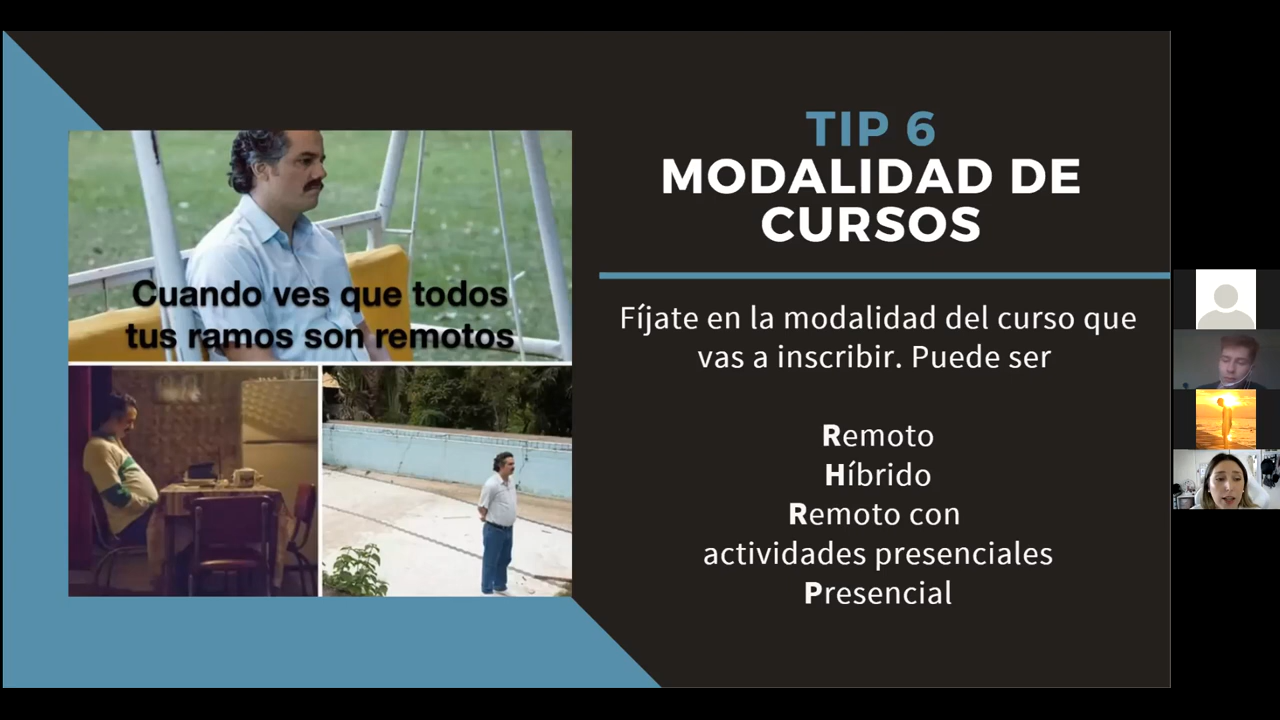 Cuando ves que todos
tus ramos son remotos
TIP 6
MODALIDAD DE
CURSOS
Fíjate en la modalidad del curso que
vas a inscribir. Puede ser
Remoto
Híbrido
Remoto con
actividades presenciales
Presencial